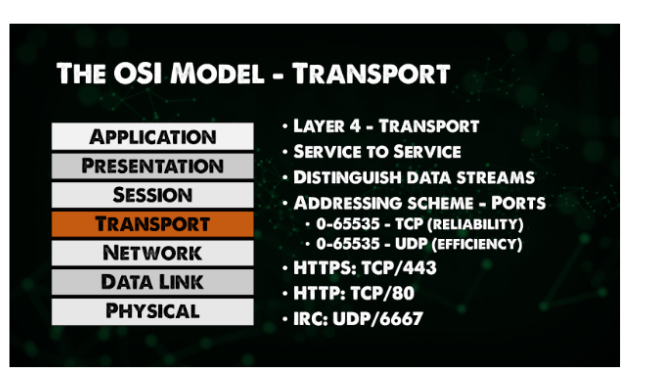 THE OSI MODEL - TRANSPORT
APPLICATION
PRESENTATION
SESSION
TRANSPORT
NETWORK
DATA LINK
PHYSICAL
· LAYER 4 - TRANSPORT
· SERVICE TO SERVICE
· DISTINGUISH DATA STREAMS
· ADDRESSING SCHEME - PORTS
· 0-65535 - TCP (RELIABILITY)
· 0-65535 - UDP (EFFICIENCY)
· HTTPS: TCP/443
· HTTP: TCP/80
· IRC: UDP/6667